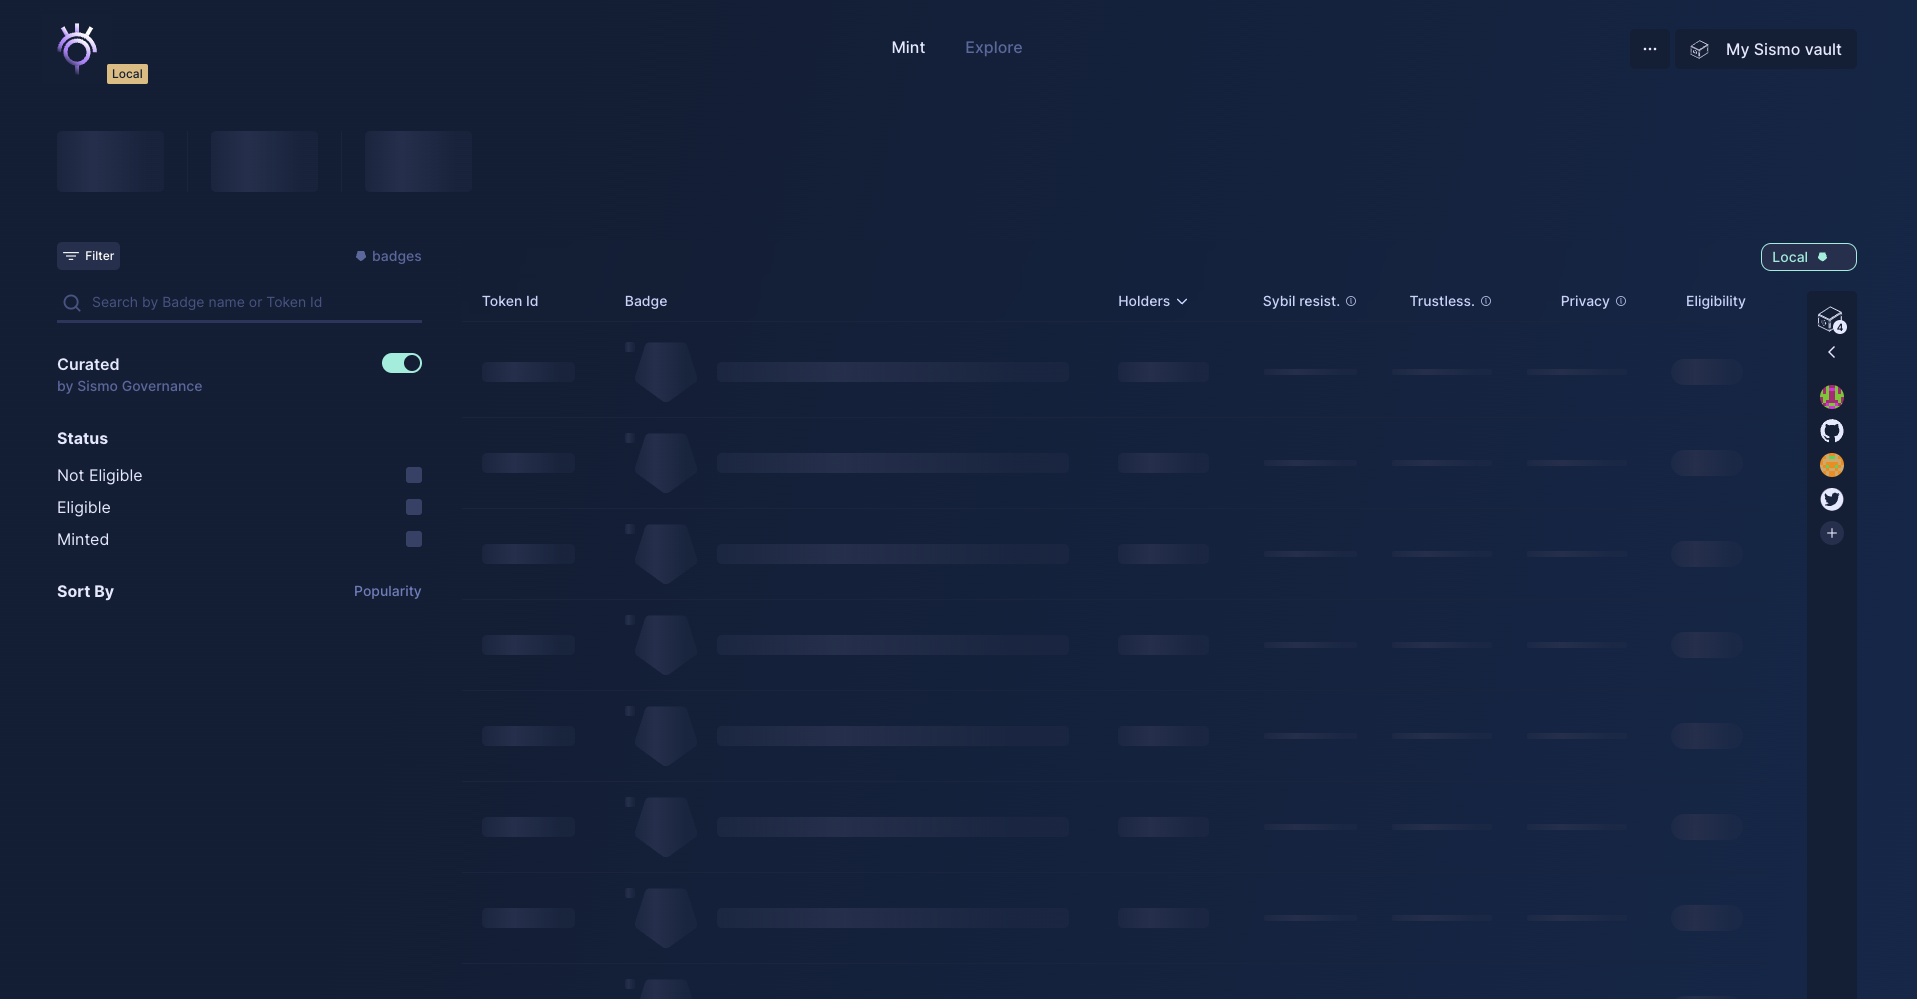 Local
Mint
Explore
...
My Sismo vault
Filter
badges
Local
Search by Badge name or Token Id
Token Id
Badge
Holders
Sybil resist.
Trustless.
Privacy
Eligibility
4
Curated
by Sismo Governance
Status
Not Eligible
Eligible
Minted
Sort By
Popularity